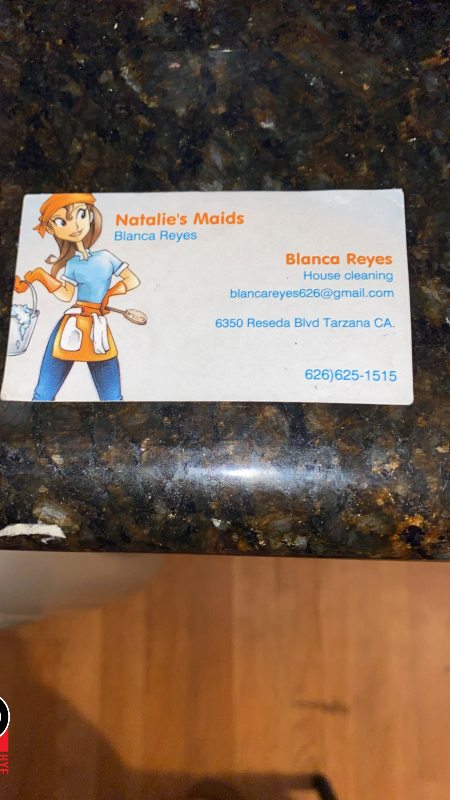 Natalie's Maids
Blanca Reyes
Blanca Reyes
House cleaning
blancareyes626@gmail.com
6350 Reseda Blvd Tarzana CA.
626)625-1515